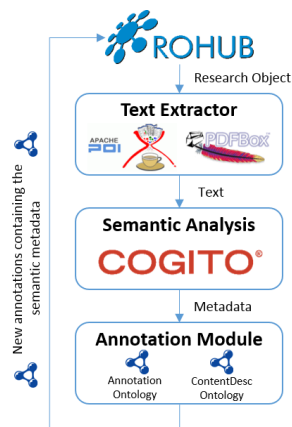 ROHUB
Research Object
Text Extractor
APACHE
POI
PDFBox
Text
Semantic Analysis
COGITO®
Metadata
Annotation Module
Annotation
Ontology
ContentDesc
Ontology
New annotations containing the
semantic metadata